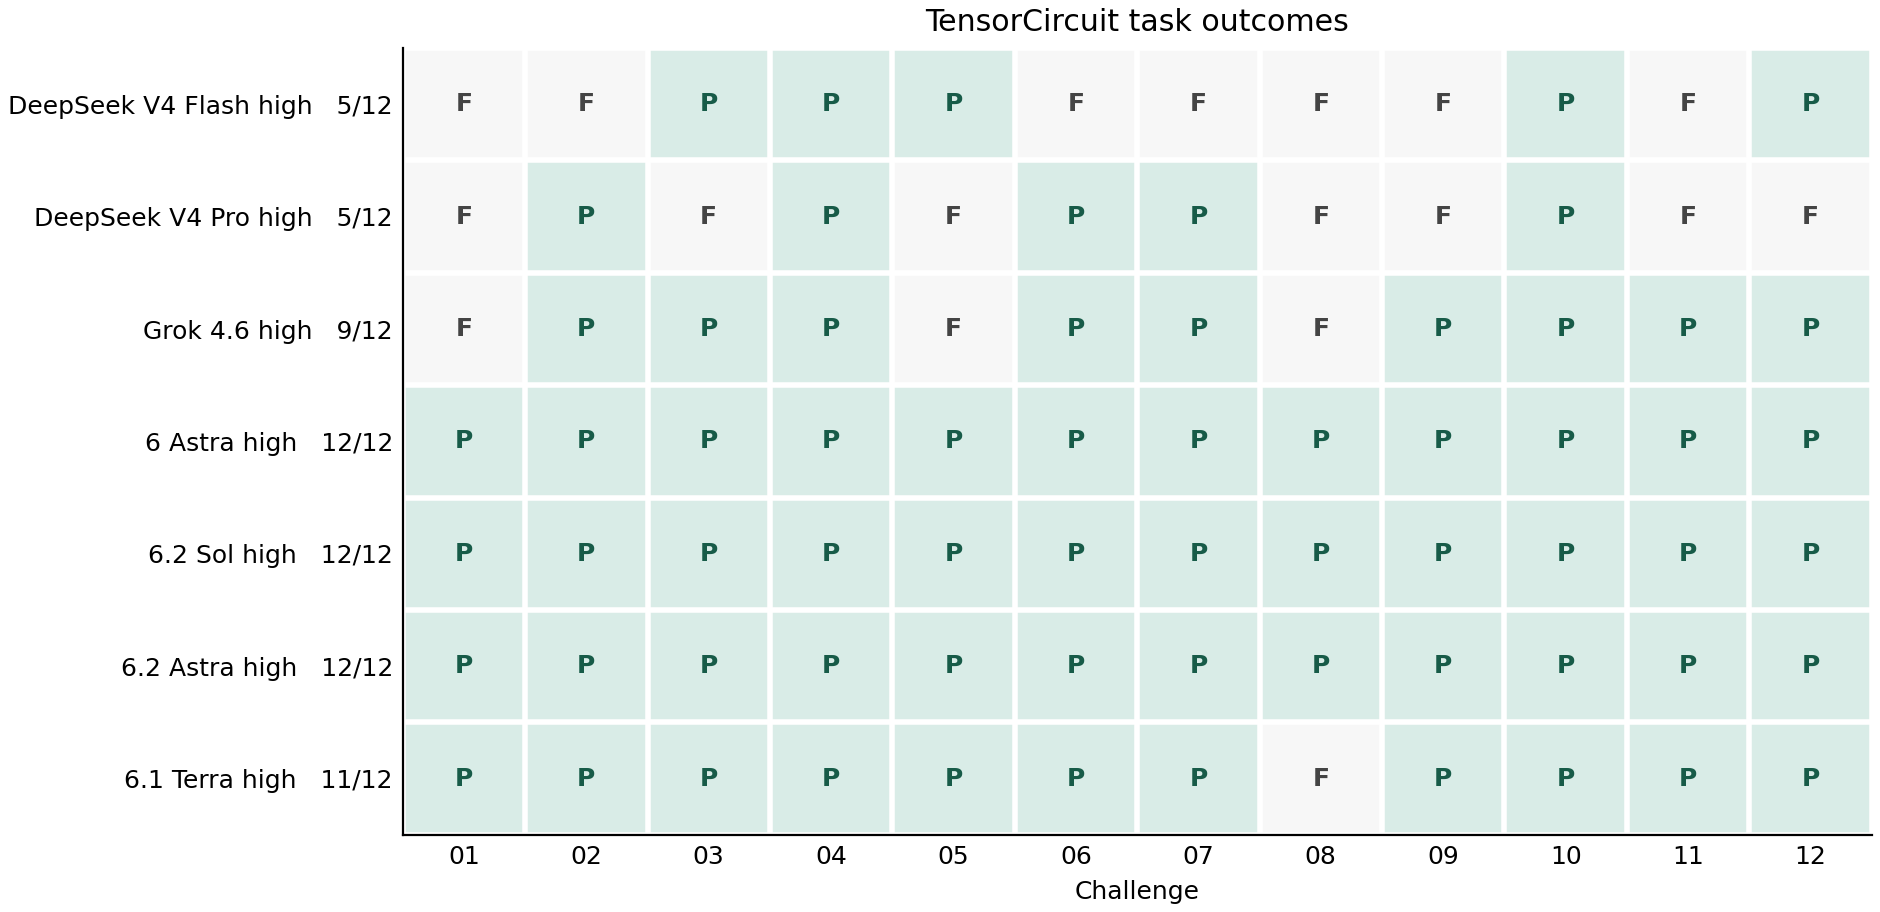 TensorCircuit task outcomes
DeepSeek V4 Flash high 5/12 F F P P P F F F F P F P
DeepSeek V4 Pro high 5/12 F P F P F P P F F P F F
Grok 4.6 high 9/12 F P P P F P P F P P P P
6 Astra high 12/12 P P P P P P P P P P P P
6.2 Sol high 12/12 P P P P P P P P P P P P
6.2 Astra high 12/12 P P P P P P P P P P P P
6.1 Terra high 11/12 P P P P P P P F P P P P
01 02 03 04 05 06 07 08 09 10 11 12
Challenge